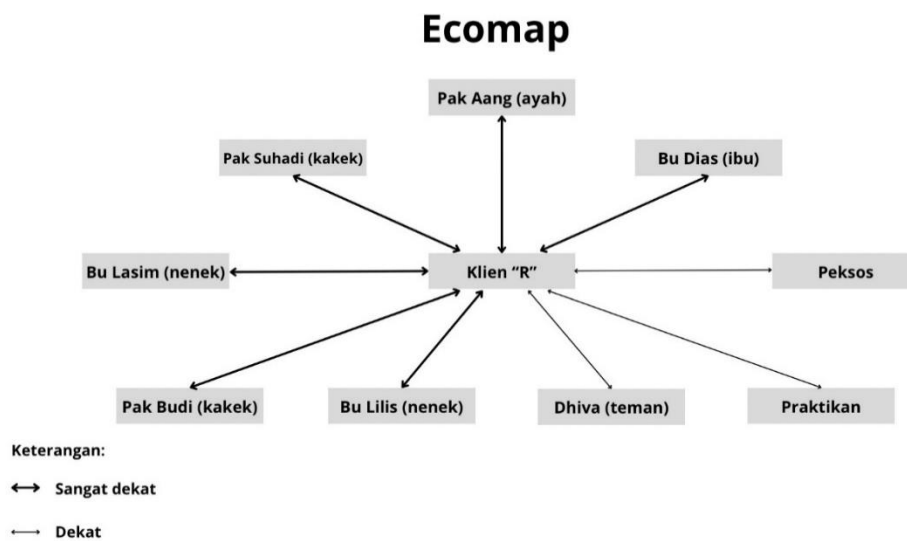 Ecomap
Pak Aang (ayah)
Pak Suhadi (kakek)
Bu Dias (ibu)
Bu Lasim (nenek)
Klien “R”
Peksos
Pak Budi (kakek)
Bu Lilis (nenek)
Dhiva (teman)
Praktikan
Keterangan:
Sangat dekat
Dekat